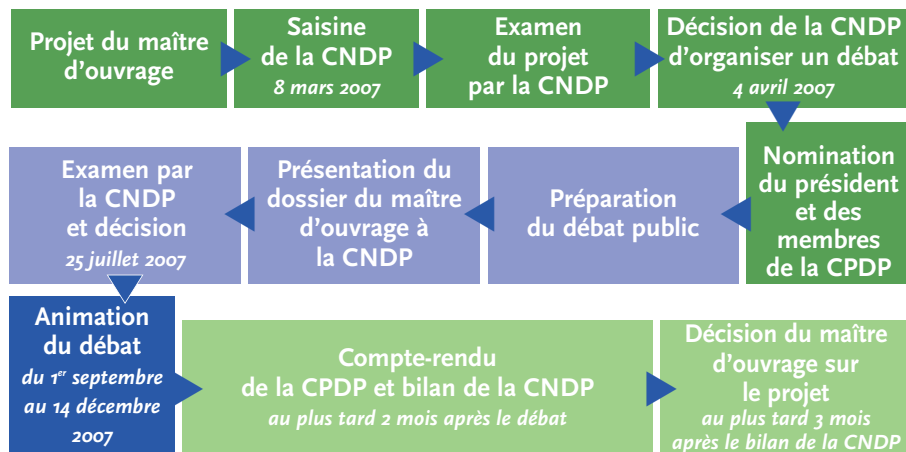 Projet du maître
d'ouvrage
Saisine
de la CNDP
8 mars 2007
Examen
du projet
par la CNDP
Décision de la CNDP
d'organiser un débat
4 avril 2007
Nomination
du président
et des
membres
de la CPDP
Préparation
du débat public
Présentation du
dossier du maître
d'ouvrage à
la CNDP
Examen par
la CNDP
et décision
25 juillet 2007
Animation
du débat
du 1er septembre
au 14 décembre
2007
Compte-rendu
de la CPDP et bilan de la CNDP
au plus tard 2 mois après le débat
Décision du maître
d'ouvrage sur
le projet
au plus tard 3 mois
après le bilan de la CNDP